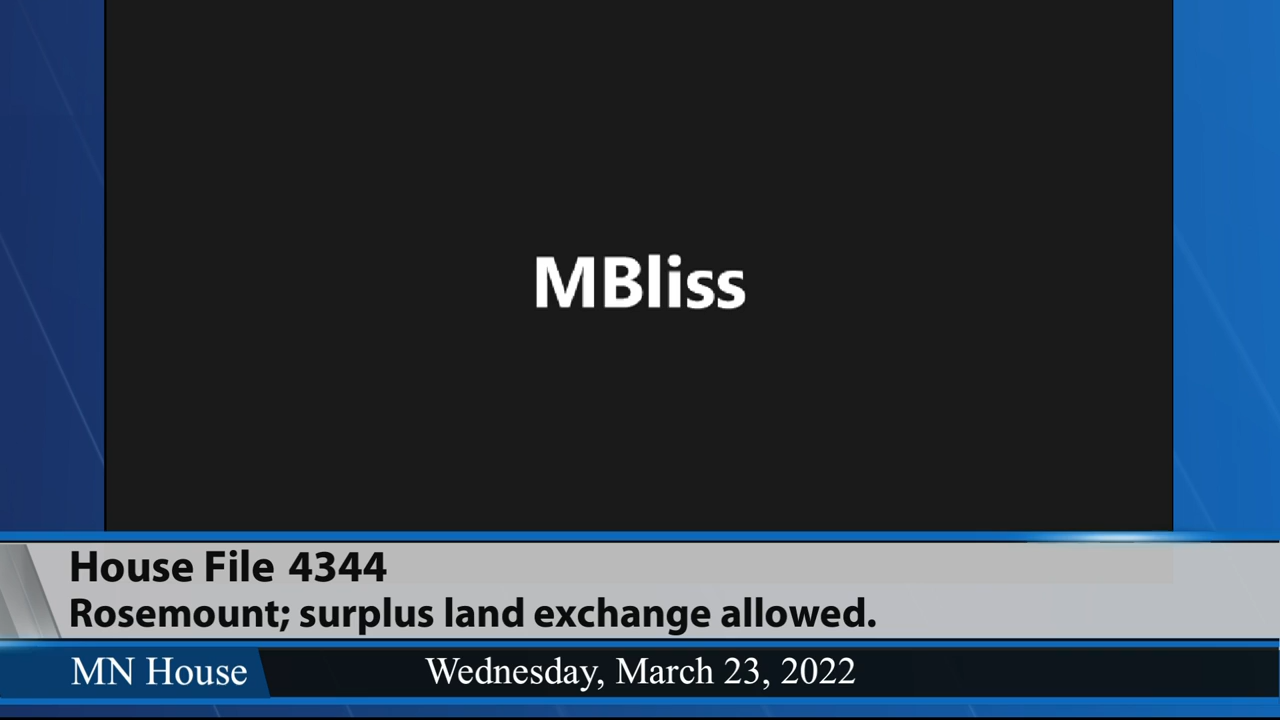 MBliss
House File 4344
Rosemount; surplus land exchange allowed.
MN House
Wednesday, March 23, 2022